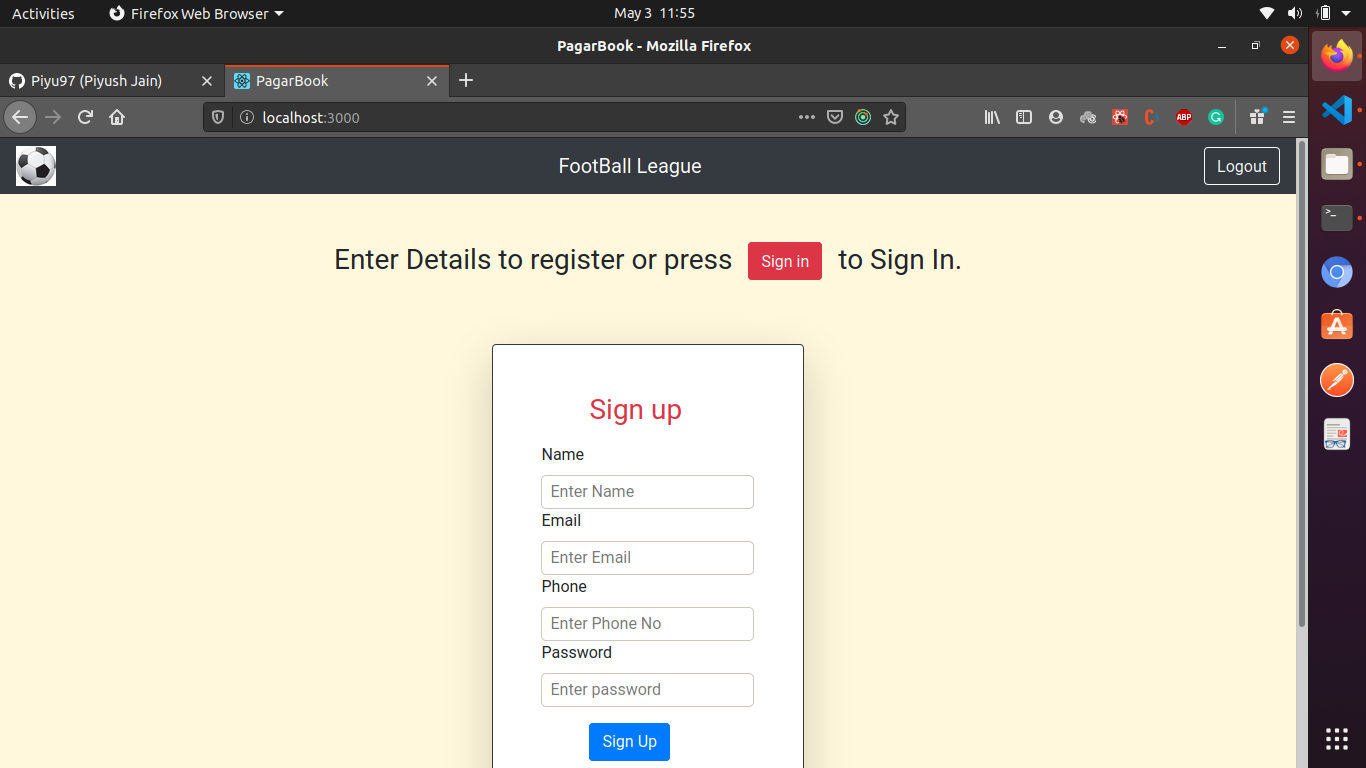 Activities Firefox Web Browser May 3 11:55
PagarBook - Mozilla Firefox
Piyu97 (Piyush Jain) PagarBook
localhost:3000 ABP
FootBall League Logout
Enter Details to register or press Sign in to Sign In.
Sign up
Name
Enter Name
Email
Enter Email
Phone
Enter Phone No
Password
Enter password
Sign Up